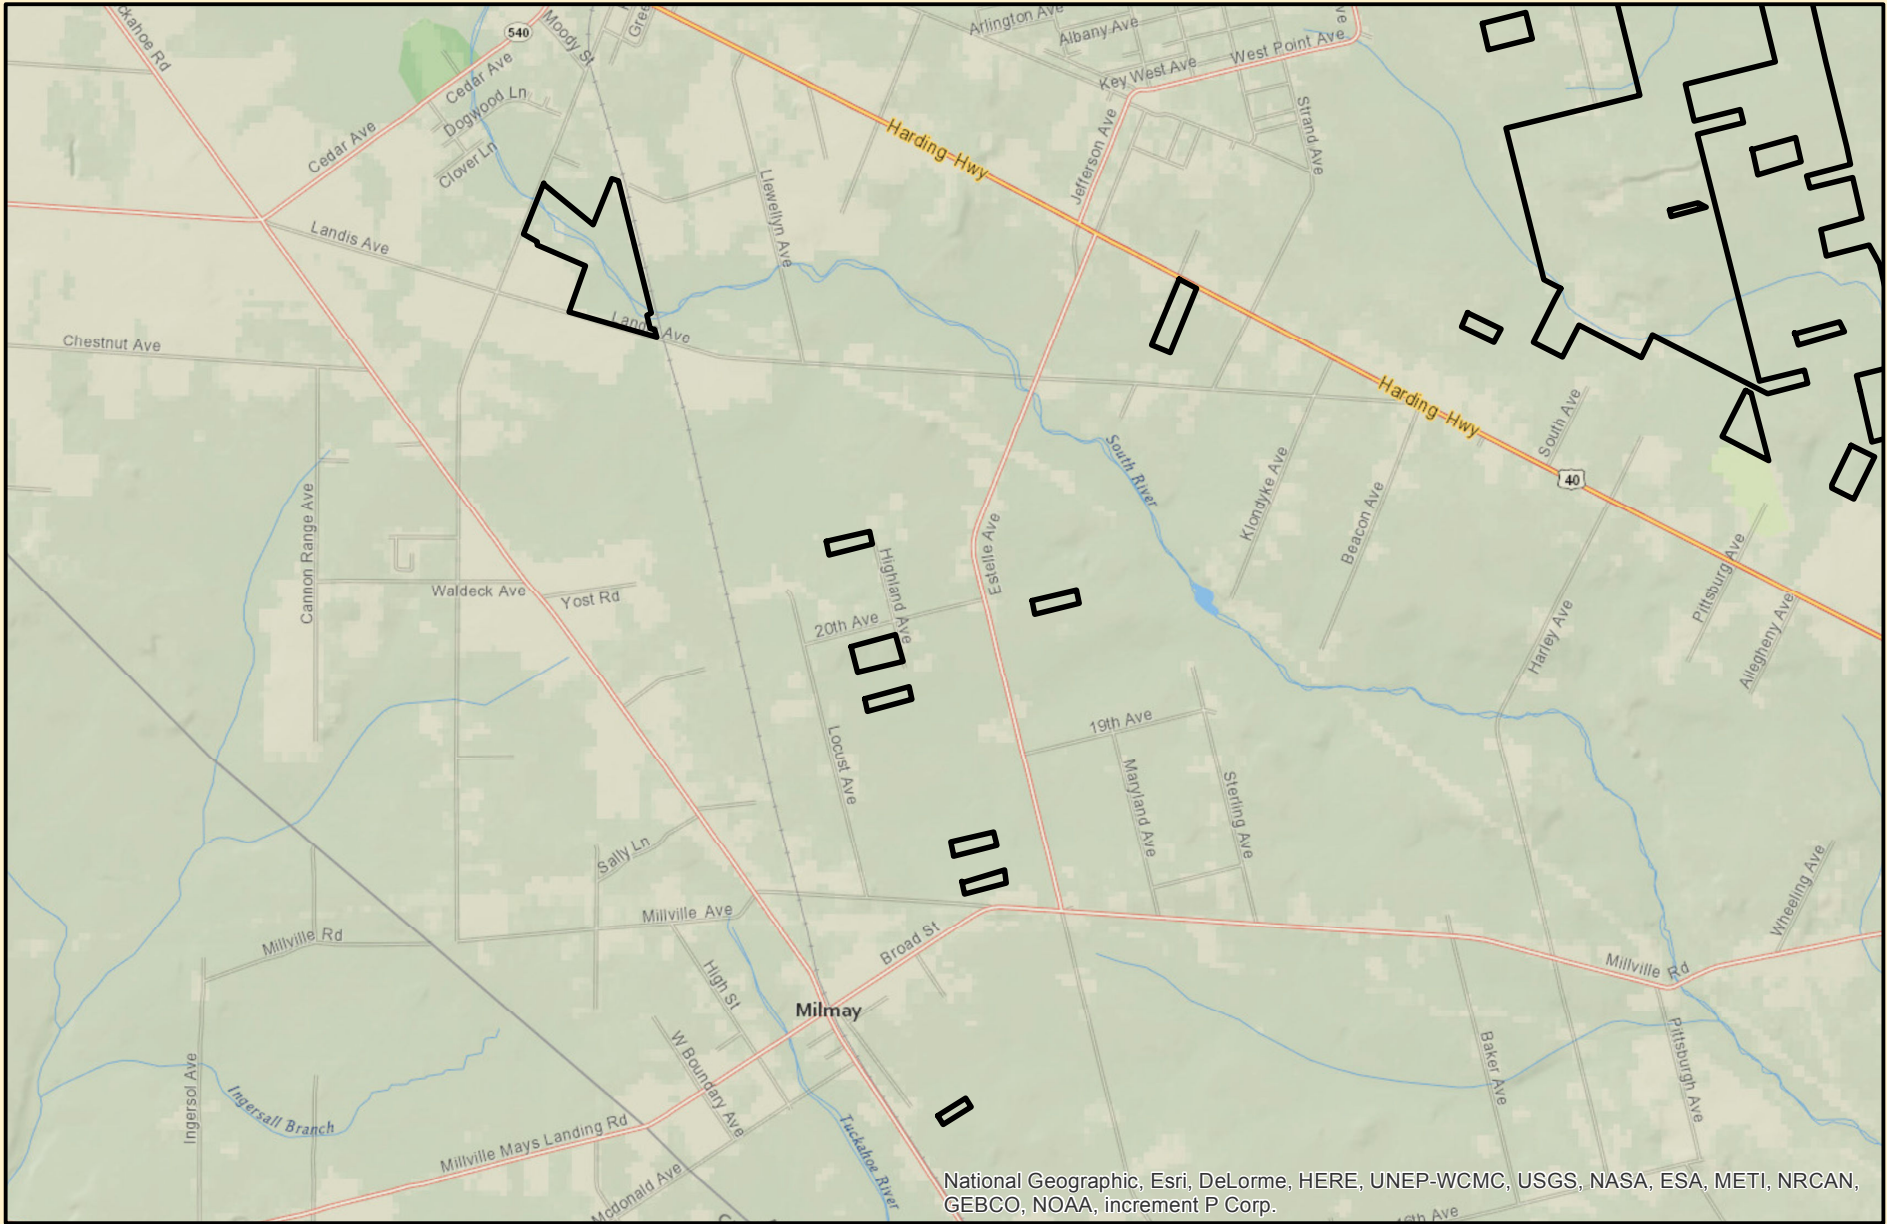 ckahoe Rd
540
Moody St
Gree
Arlington Ave
Albany Ave
West Point Ave
Key West Ave
Cedar Ave
Dogwood Ln
Cedar Ave
Clover Ln
Harding Hwy
Jefferson Ave
Strand Ave
Llewellyn Ave
Landis Ave
Landis Ave
Chestnut Ave
Harding Hwy
South Ave
40
South River
Klondyke Ave
Beacon Ave
Cannon Range Ave
Waldeck Ave
Yost Rd
Highland Ave
Estelle Ave
20th Ave
Pittsburg Ave
Harley Ave
Allegheny Ave
19th Ave
Locust Ave
Maryland Ave
Sterling Ave
Sally Ln
Wheeling Ave
Millville Ave
Millville Rd
Broad St
Millville Rd
High St
Milmay
W Boundary Ave
Ingersol Ave
Ingersall Branch
Baker Ave
Pittsburgh Ave
Millville Mays Landing Rd
Tuckahoe River
Mcdonald Ave
National Geographic, Esri, DeLorme, HERE, UNEP-WCMC, USGS, NASA, ESA, METI, NRCAN,
GEBCO, NOAA, increment P Corp.